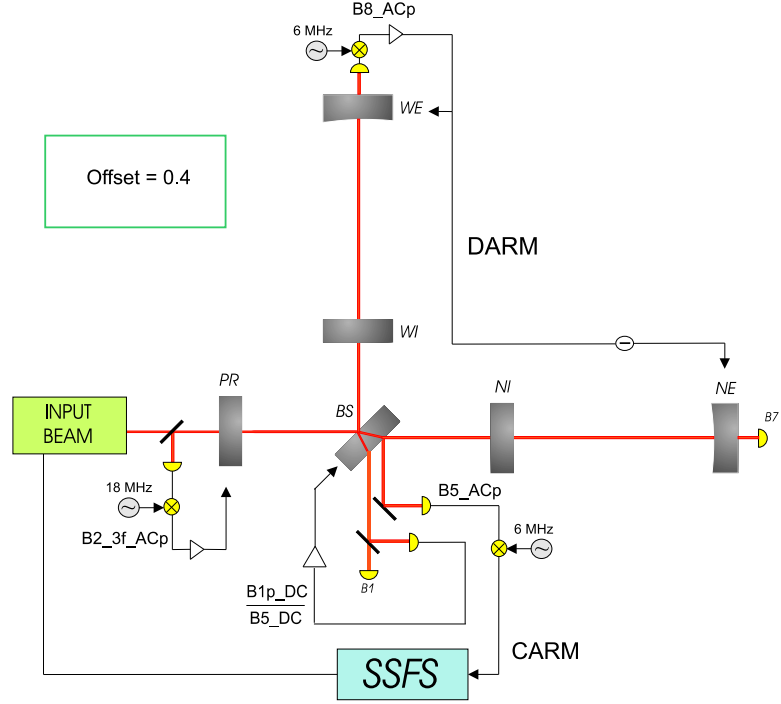 B8_ACp
6 MHz
WE
Offset = 0.4
DARM
WI
PR
BS
NI
NE
B7
INPUT
BEAM
18 MHz
B2_3f_ACp
B5_ACp
6 MHz
B1p_DC
B5_DC
B1
CARM
SSFS